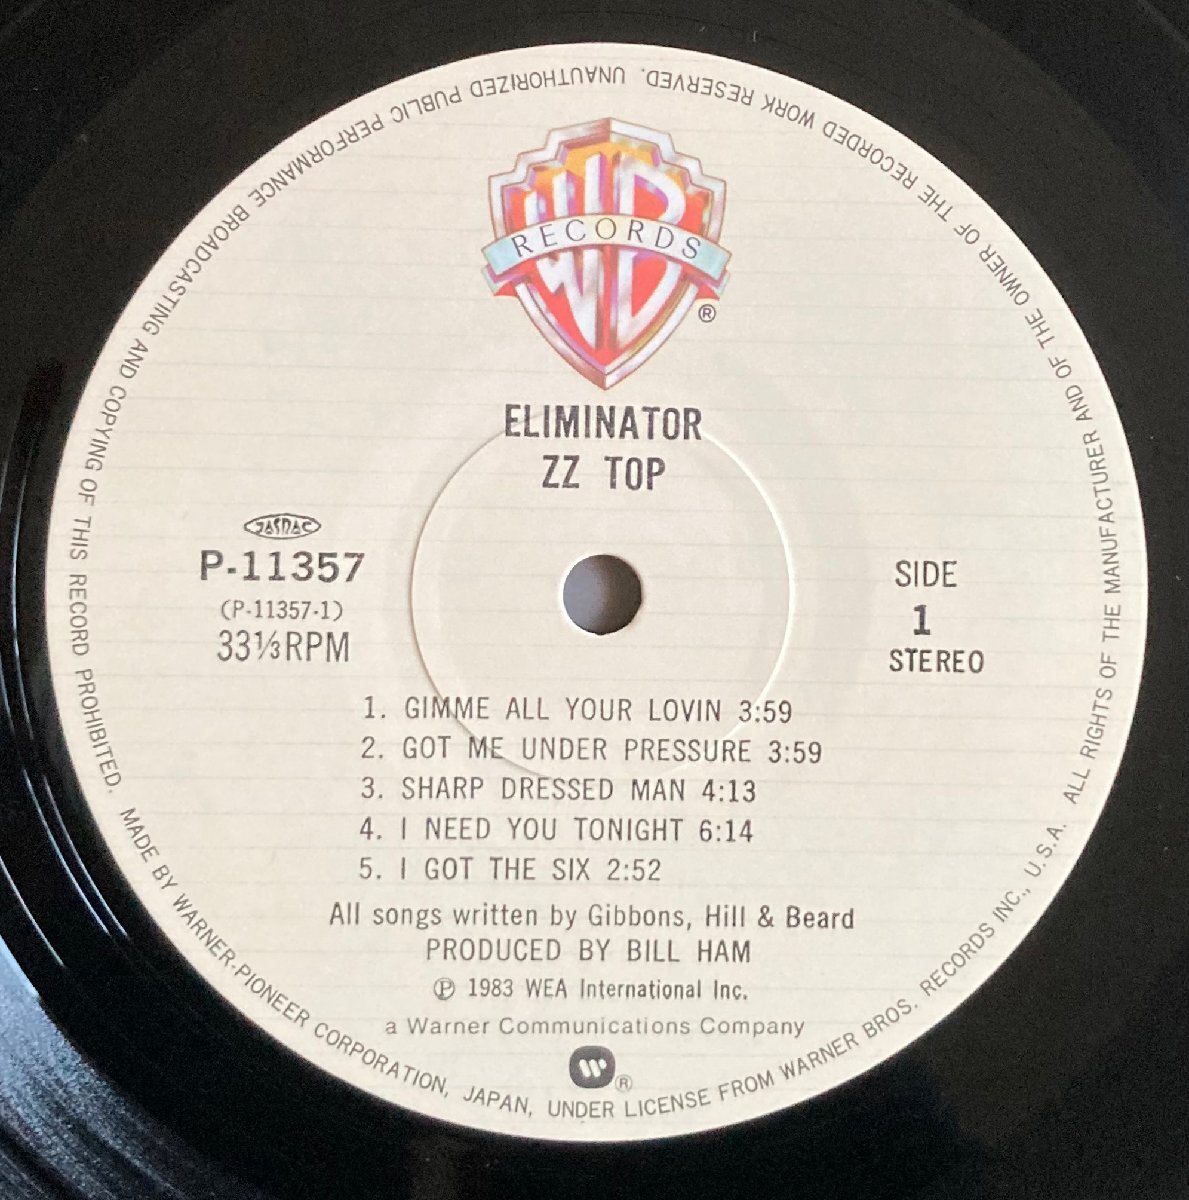 WB
RECORDS
®
ELIMINATOR
ZZ TOP
JASRAC
P-11357
(P-11357-1)
33⅓RPM
SIDE
1
STEREO
1. GIMME ALL YOUR LOVIN 3:59
2. GOT ME UNDER PRESSURE 3:59
3. SHARP DRESSED MAN 4:13
4. I NEED YOU TONIGHT 6:14
5. I GOT THE SIX 2:52
All songs written by Gibbons, Hill & Beard
PRODUCED BY BILL HAM
Ⓟ 1983 WEA International Inc.
a Warner Communications Company
W®
MADE BY WARNER-PIONEER CORPORATION, JAPAN, UNDER LICENSE FROM WARNER BROS. RECORDS INC., U.S.A. ALL RIGHTS OF THE MANUFACTURER AND OF THE OWNER OF THE RECORDED WORK RESERVED. UNAUTHORIZED PUBLIC PERFORMANCE BROADCASTING AND COPYING OF THIS RECORD PROHIBITED.